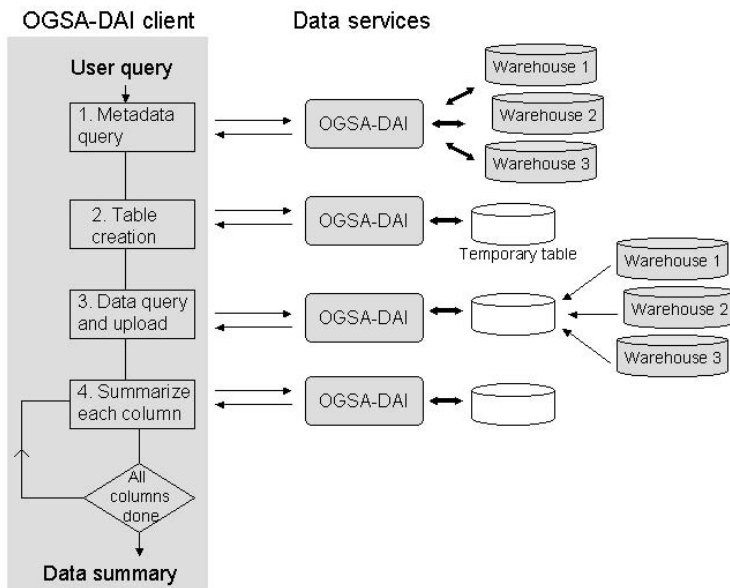 OGSA-DAI client
Data services
User query
1. Metadata
query
OGSA-DAI
Warehouse 1
Warehouse 2
Warehouse 3
2. Table
creation
OGSA-DAI
Temporary table
3. Data query
and upload
OGSA-DAI
Warehouse 1
Warehouse 2
Warehouse 3
4. Summarize
each column
OGSA-DAI
All
columns
done
Data summary